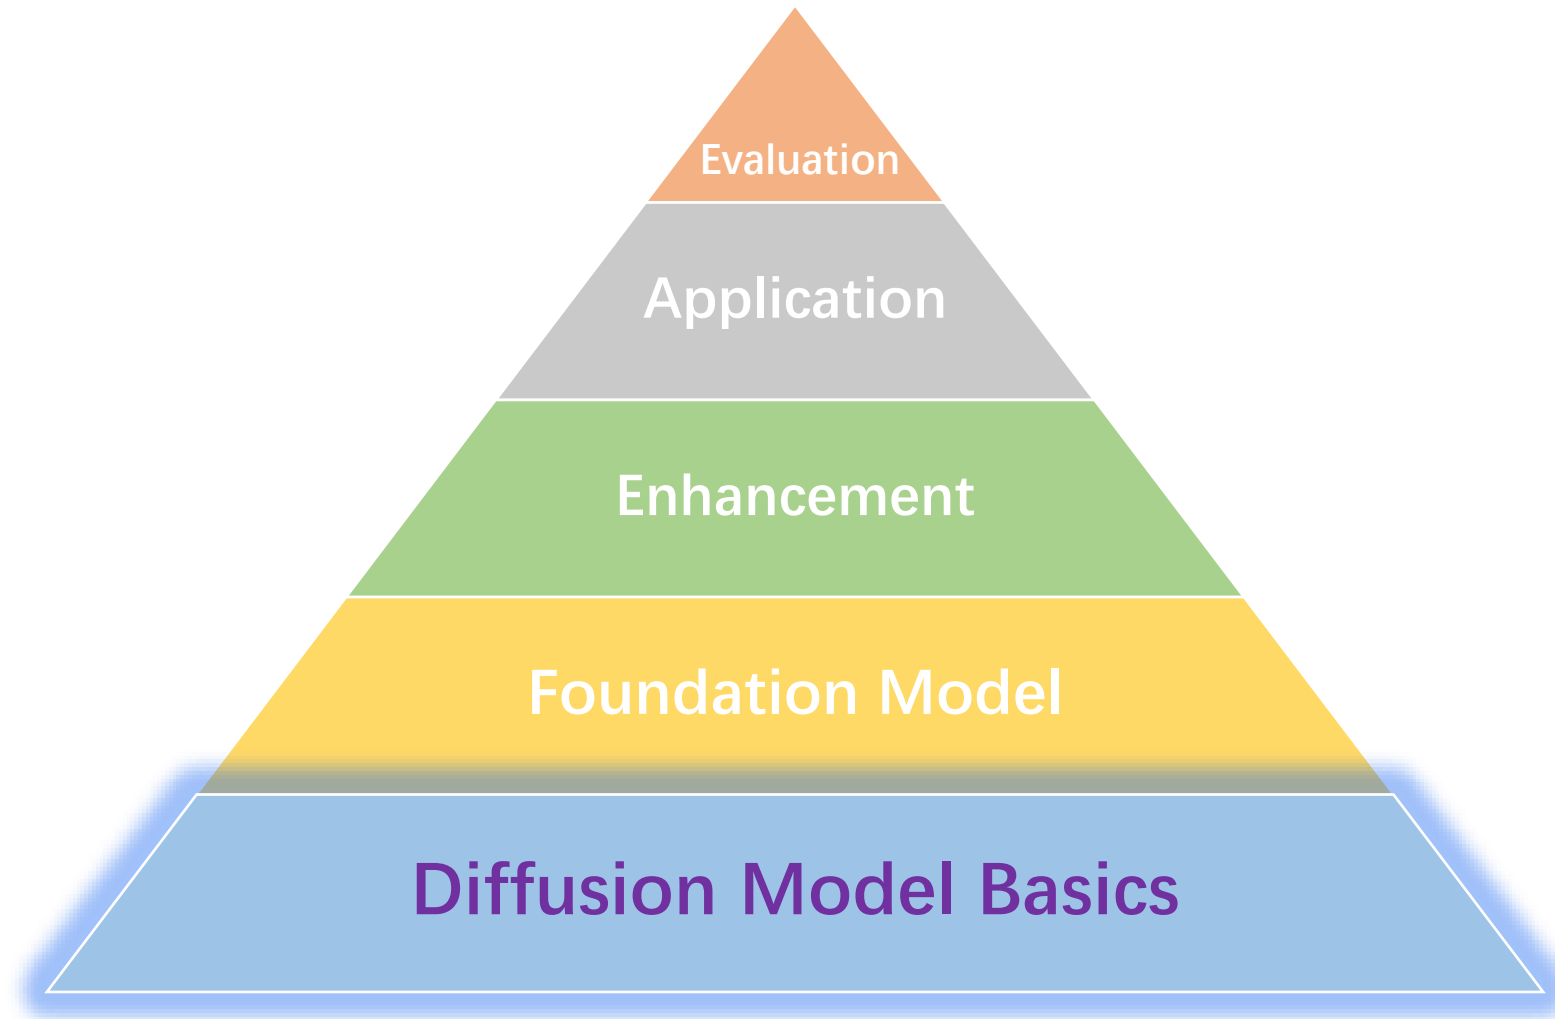 Evaluation
Application
Enhancement
Foundation Model
Diffusion Model Basics